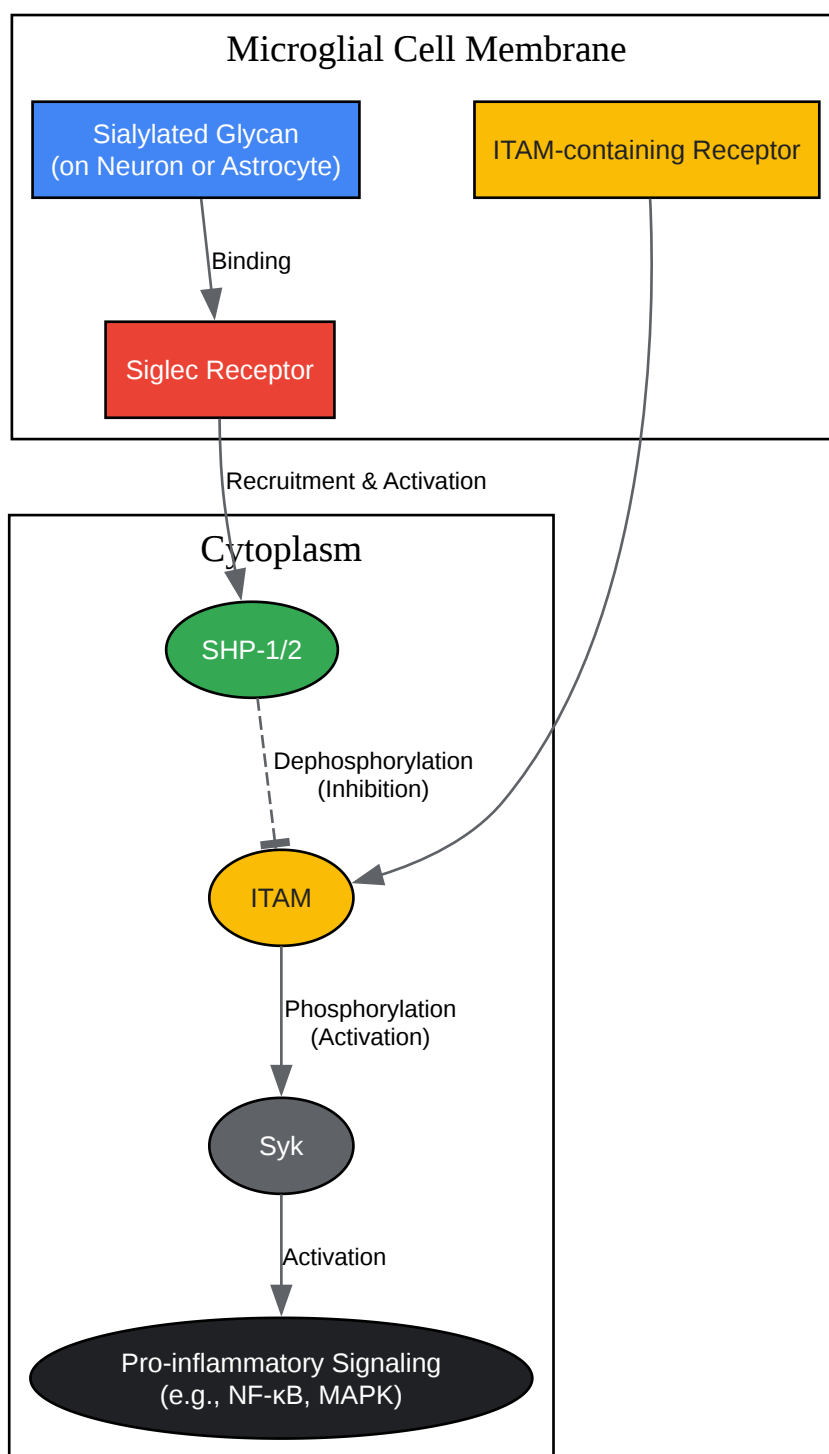 Microglial Cell Membrane
Sialylated Glycan
(on Neuron or Astrocyte)
ITAM-containing Receptor
Binding
Siglec Receptor
Recruitment & Activation
Cytoplasm
SHP-1/2
Dephosphorylation
(Inhibition)
ITAM
Phosphorylation
(Activation)
Syk
Activation
Pro-inflammatory Signaling
(e.g., NF-κB, MAPK)